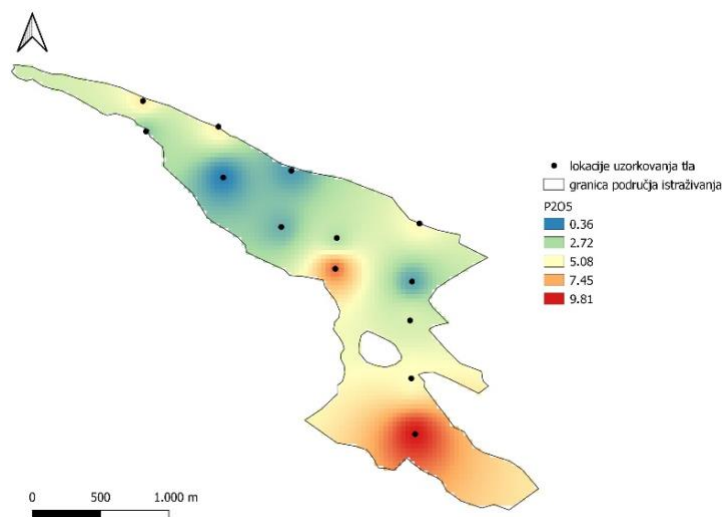 lokacije uzorkovanja tla
granica područja istraživanja
P2O5
0.36
2.72
5.08
7.45
9.81
0 500 1.000 m